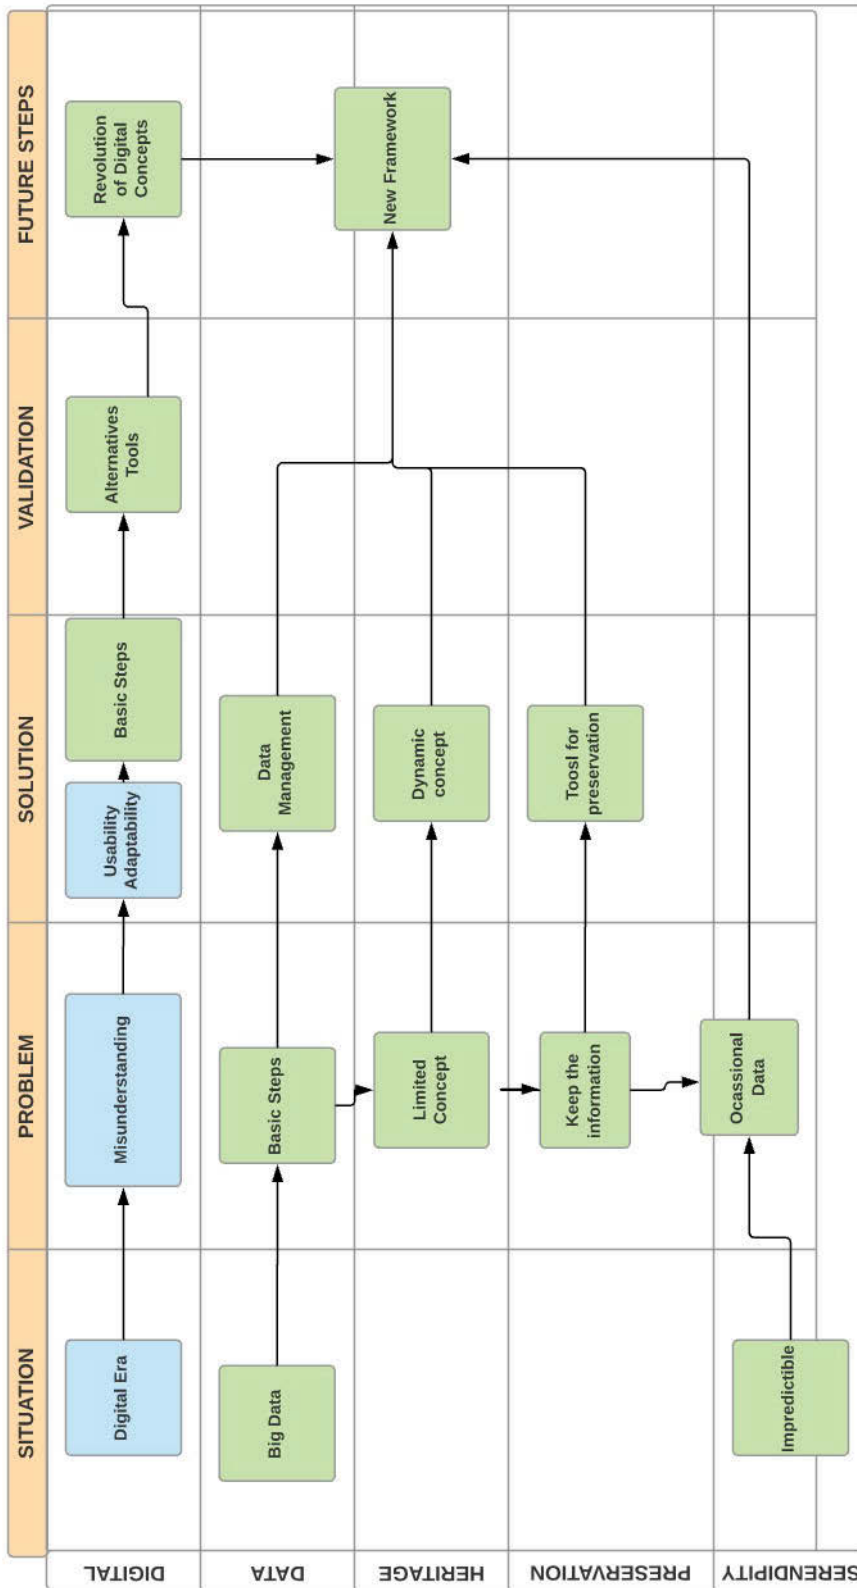 SITUATION
PROBLEM
SOLUTION
VALIDATION
FUTURE STEPS
DIGITAL
Digital Era
Misunderstanding
Usability
Adaptability
Basic Steps
Alternatives
Tools
Revolution
of Digital
Concepts
DATA
Big Data
Basic Steps
Data
Management
HERITAGE
Limited
Concept
Dynamic
concept
New Framework
PRESERVATION
Keep the
information
Toosl for
preservation
SERENDIPITY
Impredictible
Ocassional
Data